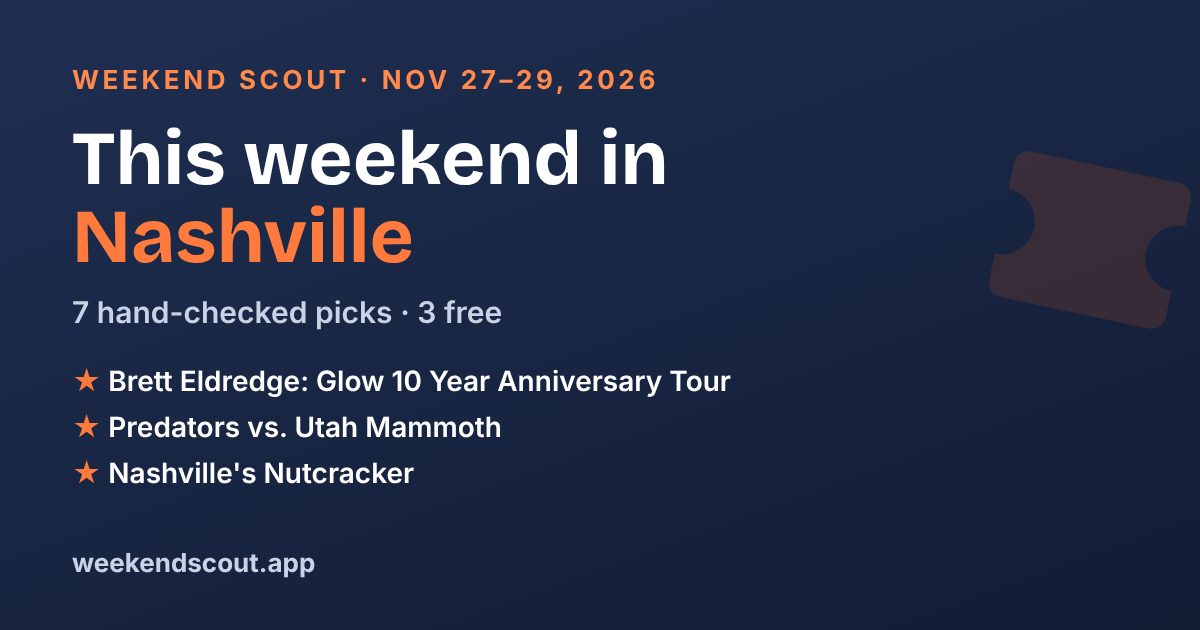 WEEKEND SCOUT · NOV 27–29, 2026
This weekend in
Nashville
7 hand-checked picks · 3 free
★ Brett Eldredge: Glow 10 Year Anniversary Tour
★ Predators vs. Utah Mammoth
★ Nashville's Nutcracker
weekendscout.app